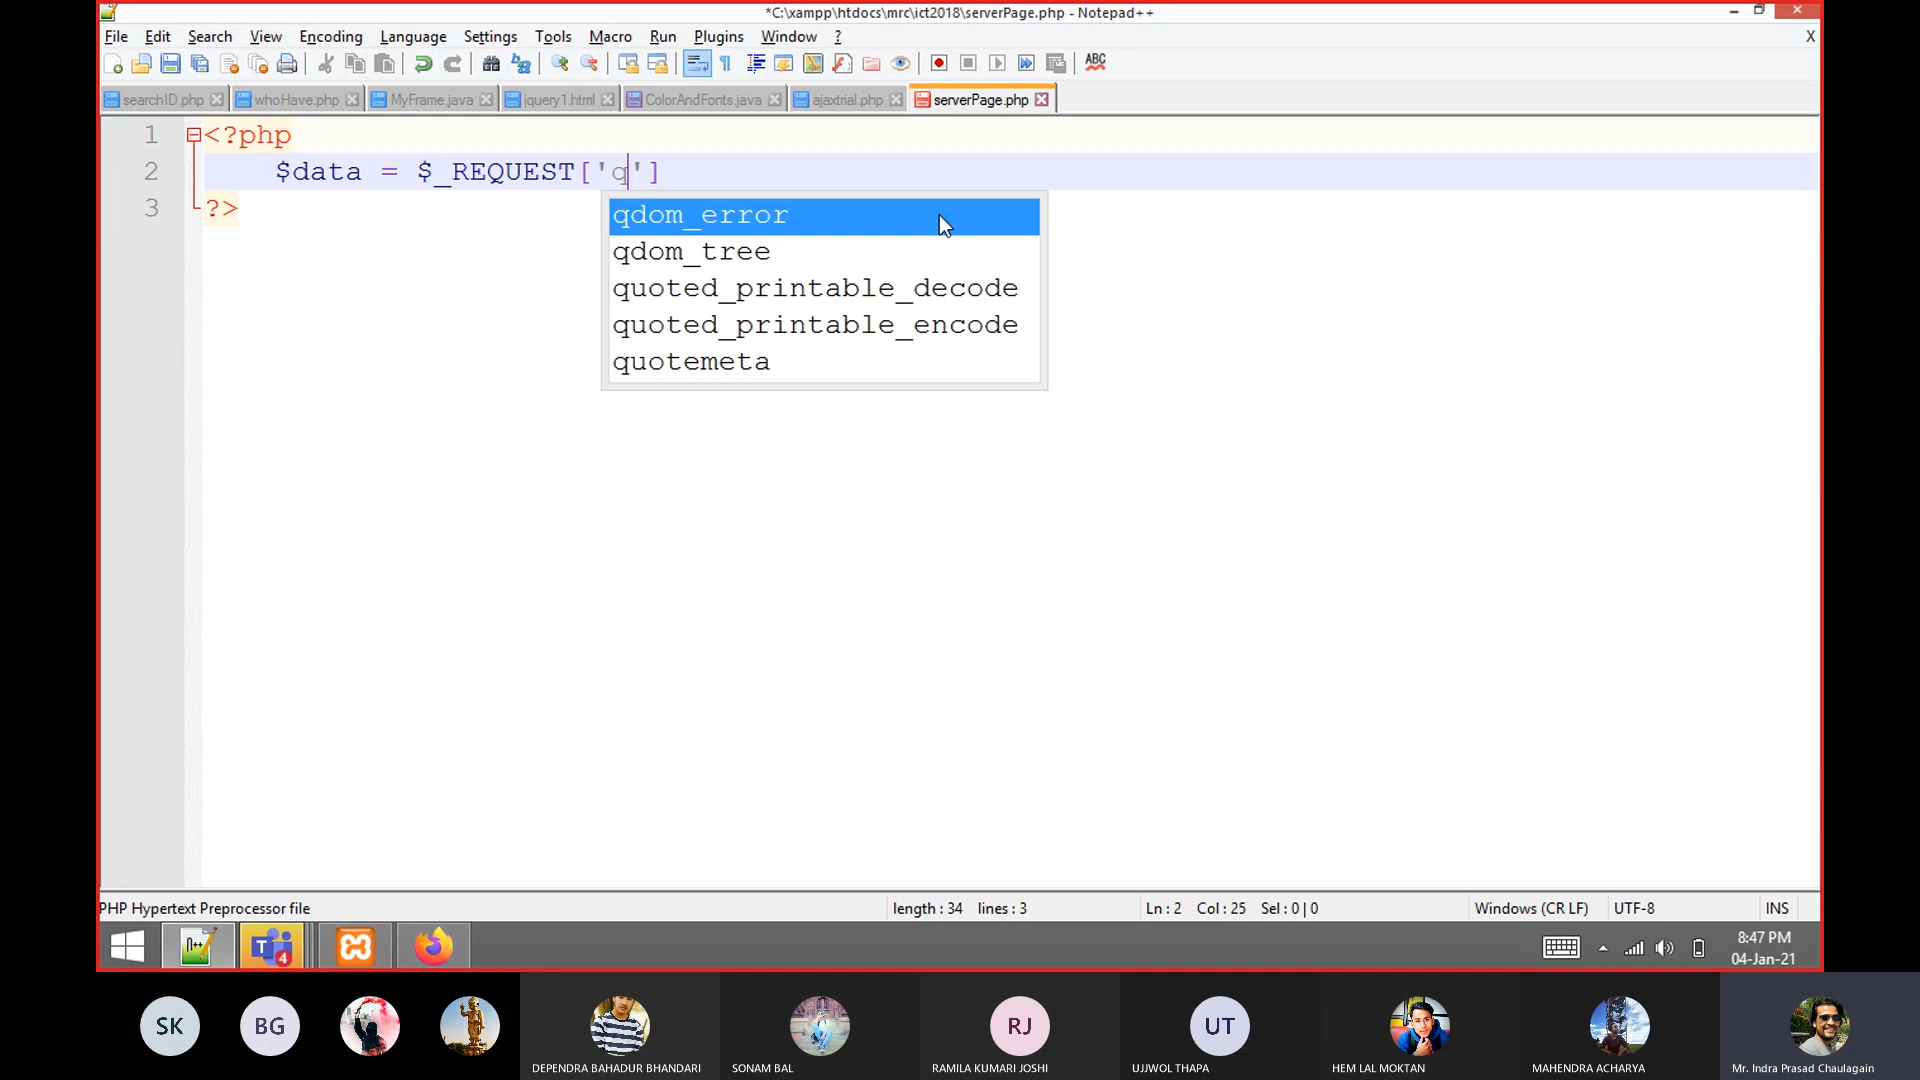 *C:\xampp\htdocs\mrc\ict2018\serverPage.php - Notepad++
File Edit Search View Encoding Language Settings Tools Macro Run Plugins Window ? X
ABC
searchID.php whoHave.php MyFrame.java jquery1.html ColorAndFonts.java ajaxtrial.php serverPage.php
1 <?php
2 $data = $_REQUEST['q']
3 ?>
qdom_error
qdom_tree
quoted_printable_decode
quoted_printable_encode
quotemeta
PHP Hypertext Preprocessor file length : 34 lines : 3 Ln : 2 Col : 25 Sel : 0 | 0 Windows (CR LF) UTF-8 INS
n++ T 4 8:47 PM
04-Jan-21
SK BG RJ UT
DEPENDRA BAHADUR BHANDARI SONAM BAL RAMILA KUMARI JOSHI UJJWOL THAPA HEM LAL MOKTAN MAHENDRA ACHARYA Mr. Indra Prasad Chaulagain